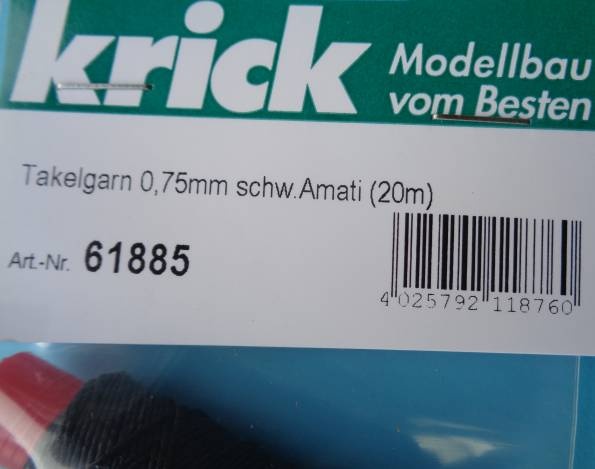 krick
Modellbau
vom Besten
Takelgarn 0,75mm schw.Amati (20m)
Art.-Nr. 61885
4 025792 118760